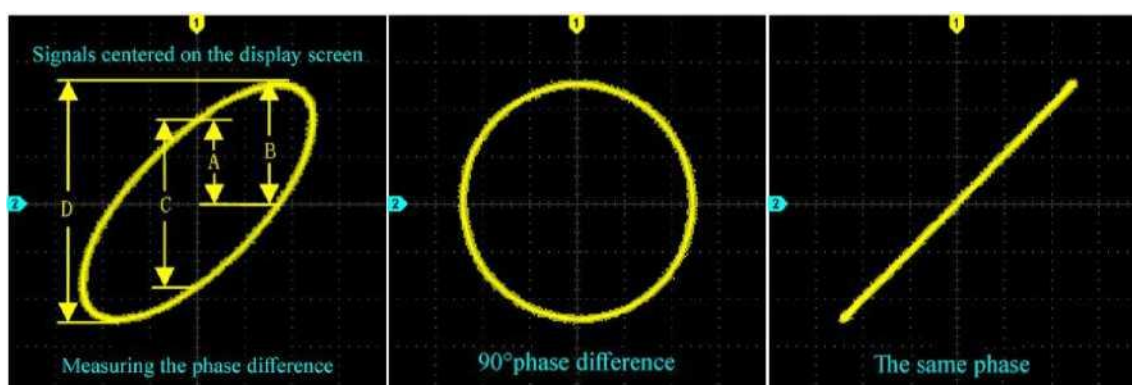 1
Signals centered on the display screen
A
B
C
D
2
Measuring the phase difference
1
2
90°phase difference
1
2
The same phase